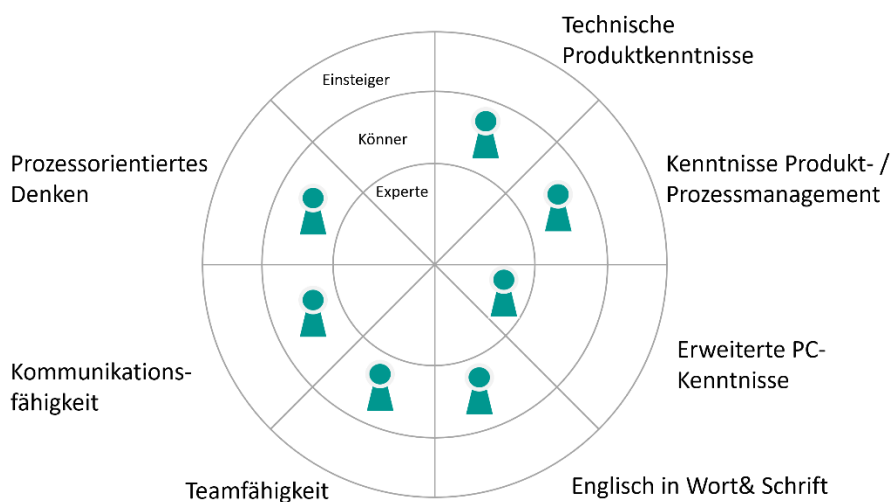 Technische
Produktkenntnisse
Einsteiger
Könner
Experte
Prozessorientiertes
Denken
Kenntnisse Produkt- /
Prozessmanagement
Kommunikations-
fähigkeit
Erweiterte PC-
Kenntnisse
Teamfähigkeit
Englisch in Wort& Schrift